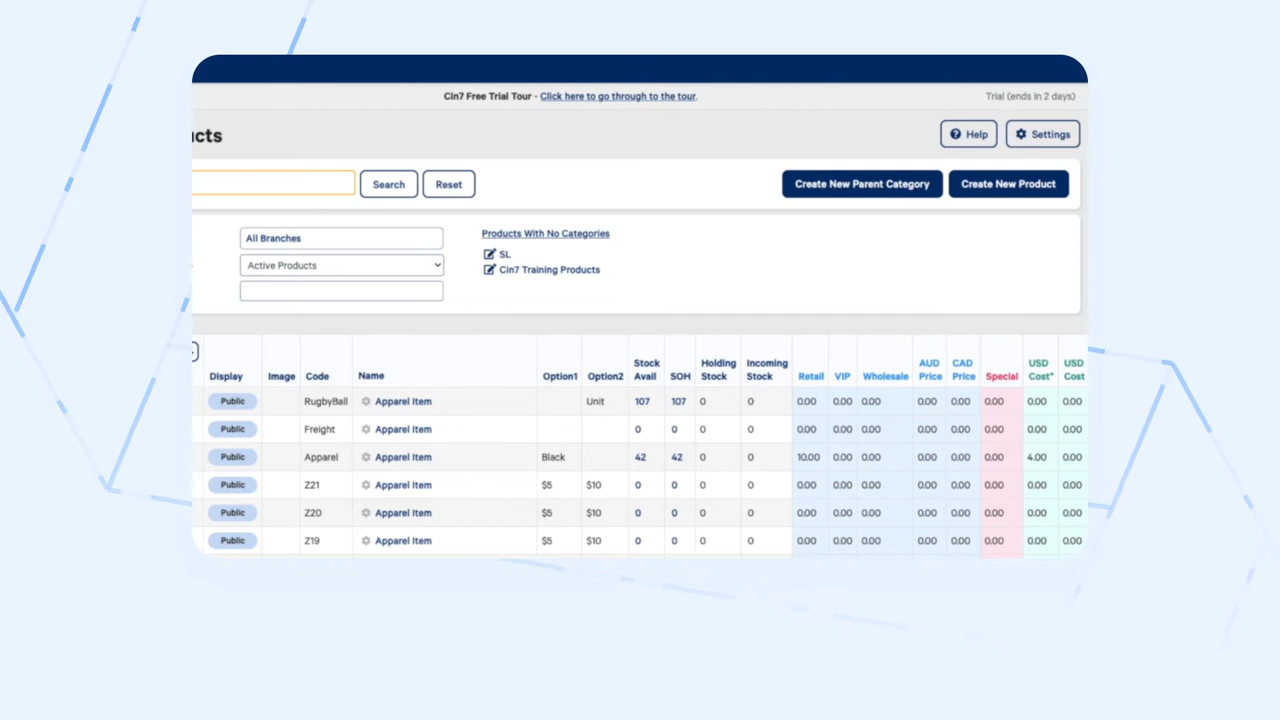 Cin7 Free Trial Tour - Click here to go through to the tour.
Trial (ends in 2 days)
ucts
Help
Settings
Search
Reset
Create New Parent Category
Create New Product
All Branches
Products With No Categories
Active Products
SL
Cin7 Training Products
Display Image Code Name Option1 Option2 Stock Avail SOH Holding Stock Incoming Stock Retail VIP Wholesale AUD Price CAD Price Special USD Cost* USD Cost
Public RugbyBall Apparel Item Unit 107 107 0 0 0.00 0.00 0.00 0.00 0.00 0.00 0.00 0.00
Public Freight Apparel Item 0 0 0 0 0.00 0.00 0.00 0.00 0.00 0.00 0.00 0.00
Public Apparel Apparel Item Black 42 42 0 0 10.00 0.00 0.00 0.00 0.00 0.00 4.00 0.00
Public Z21 Apparel Item $5 $10 0 0 0 0 0.00 0.00 0.00 0.00 0.00 0.00 0.00 0.00
Public Z20 Apparel Item $5 $10 0 0 0 0 0.00 0.00 0.00 0.00 0.00 0.00 0.00 0.00
Public Z19 Apparel Item $5 $10 0 0 0 0 0.00 0.00 0.00 0.00 0.00 0.00 0.00 0.00